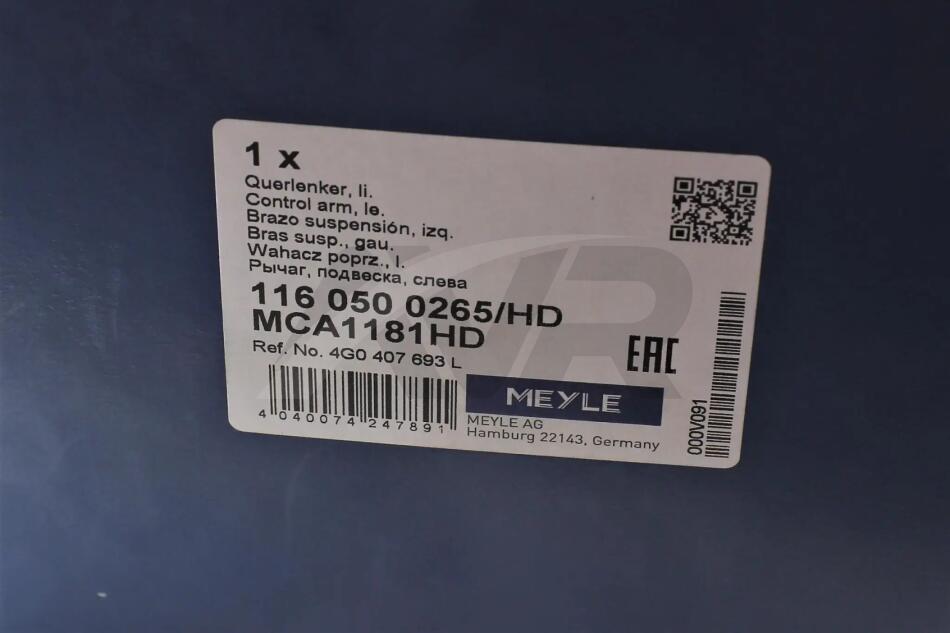 1 x
Querlenker, li.
Control arm, le.
Brazo suspensión, izq.
Bras susp., gau.
Wahacz poprz., l.
Рычаг, подвеска, слева
116 050 0265/HD
MCA1181HD
Ref. No. 4G0 407 693 L
EAC
4 040074 247891
MEYLE
MEYLE AG
Hamburg 22143, Germany
000V091